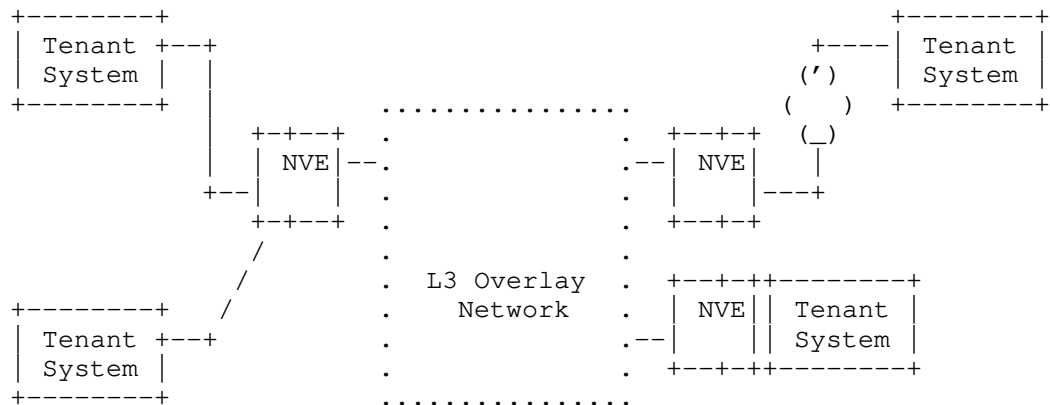 Tenant
System
Tenant
System
NVE
NVE
L3 Overlay
Network
NVE
Tenant
System
Tenant
System